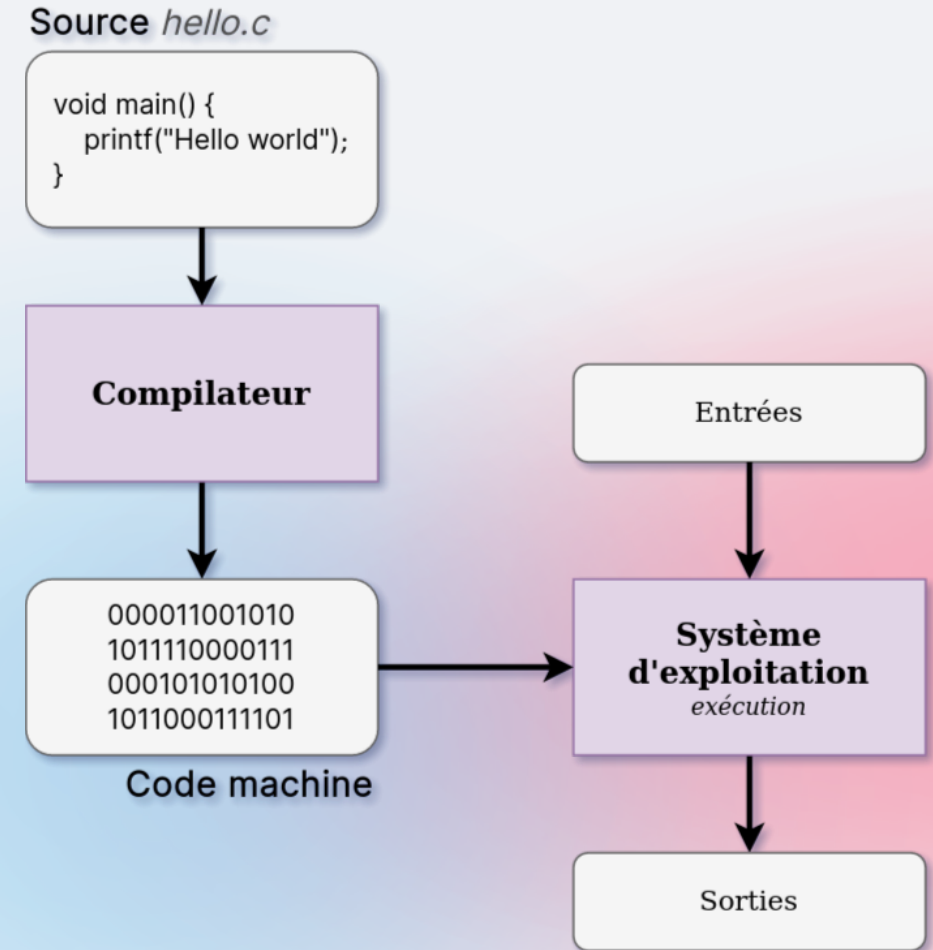 Source hello.c
void main() {
printf("Hello world");
}
Compilateur
000011001010
1011110000111
000101010100
1011000111101
Code machine
Entrées
Système
d'exploitation
exécution
Sorties